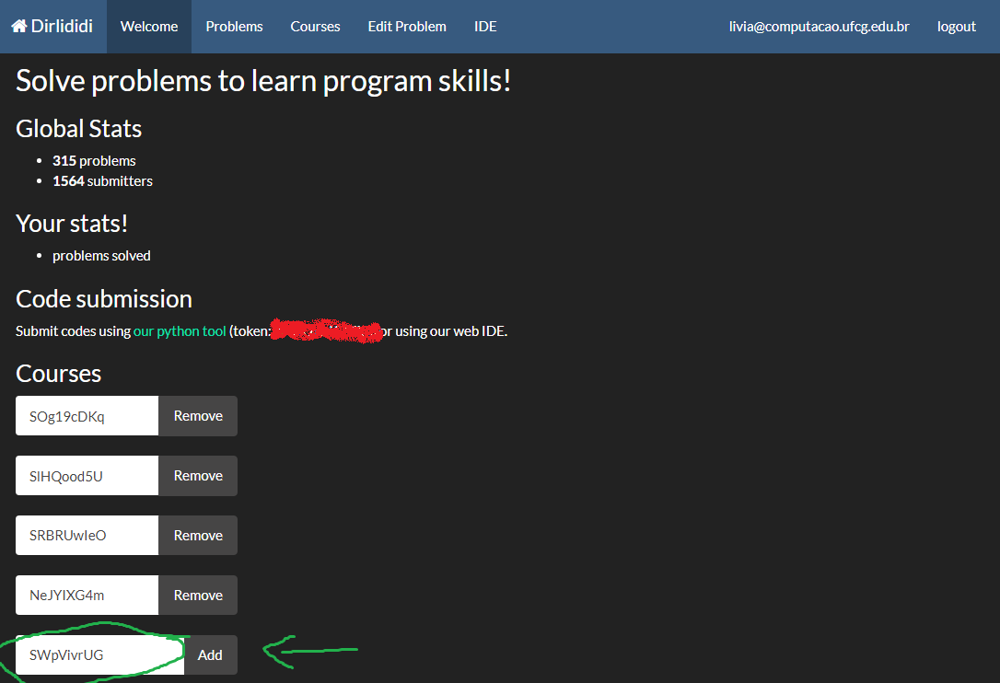 Dirlididi Welcome Problems Courses Edit Problem IDE livia@computacao.ufcg.edu.br logout
Solve problems to learn program skills!
Global Stats
315 problems
1564 submitters
Your stats!
problems solved
Code submission
Submit codes using our python tool (token: or using our web IDE.
Courses
SOg19cDKq Remove
SlHQood5U Remove
SRBRUwIeO Remove
NeJYIXG4m Remove
SWpVivrUG Add